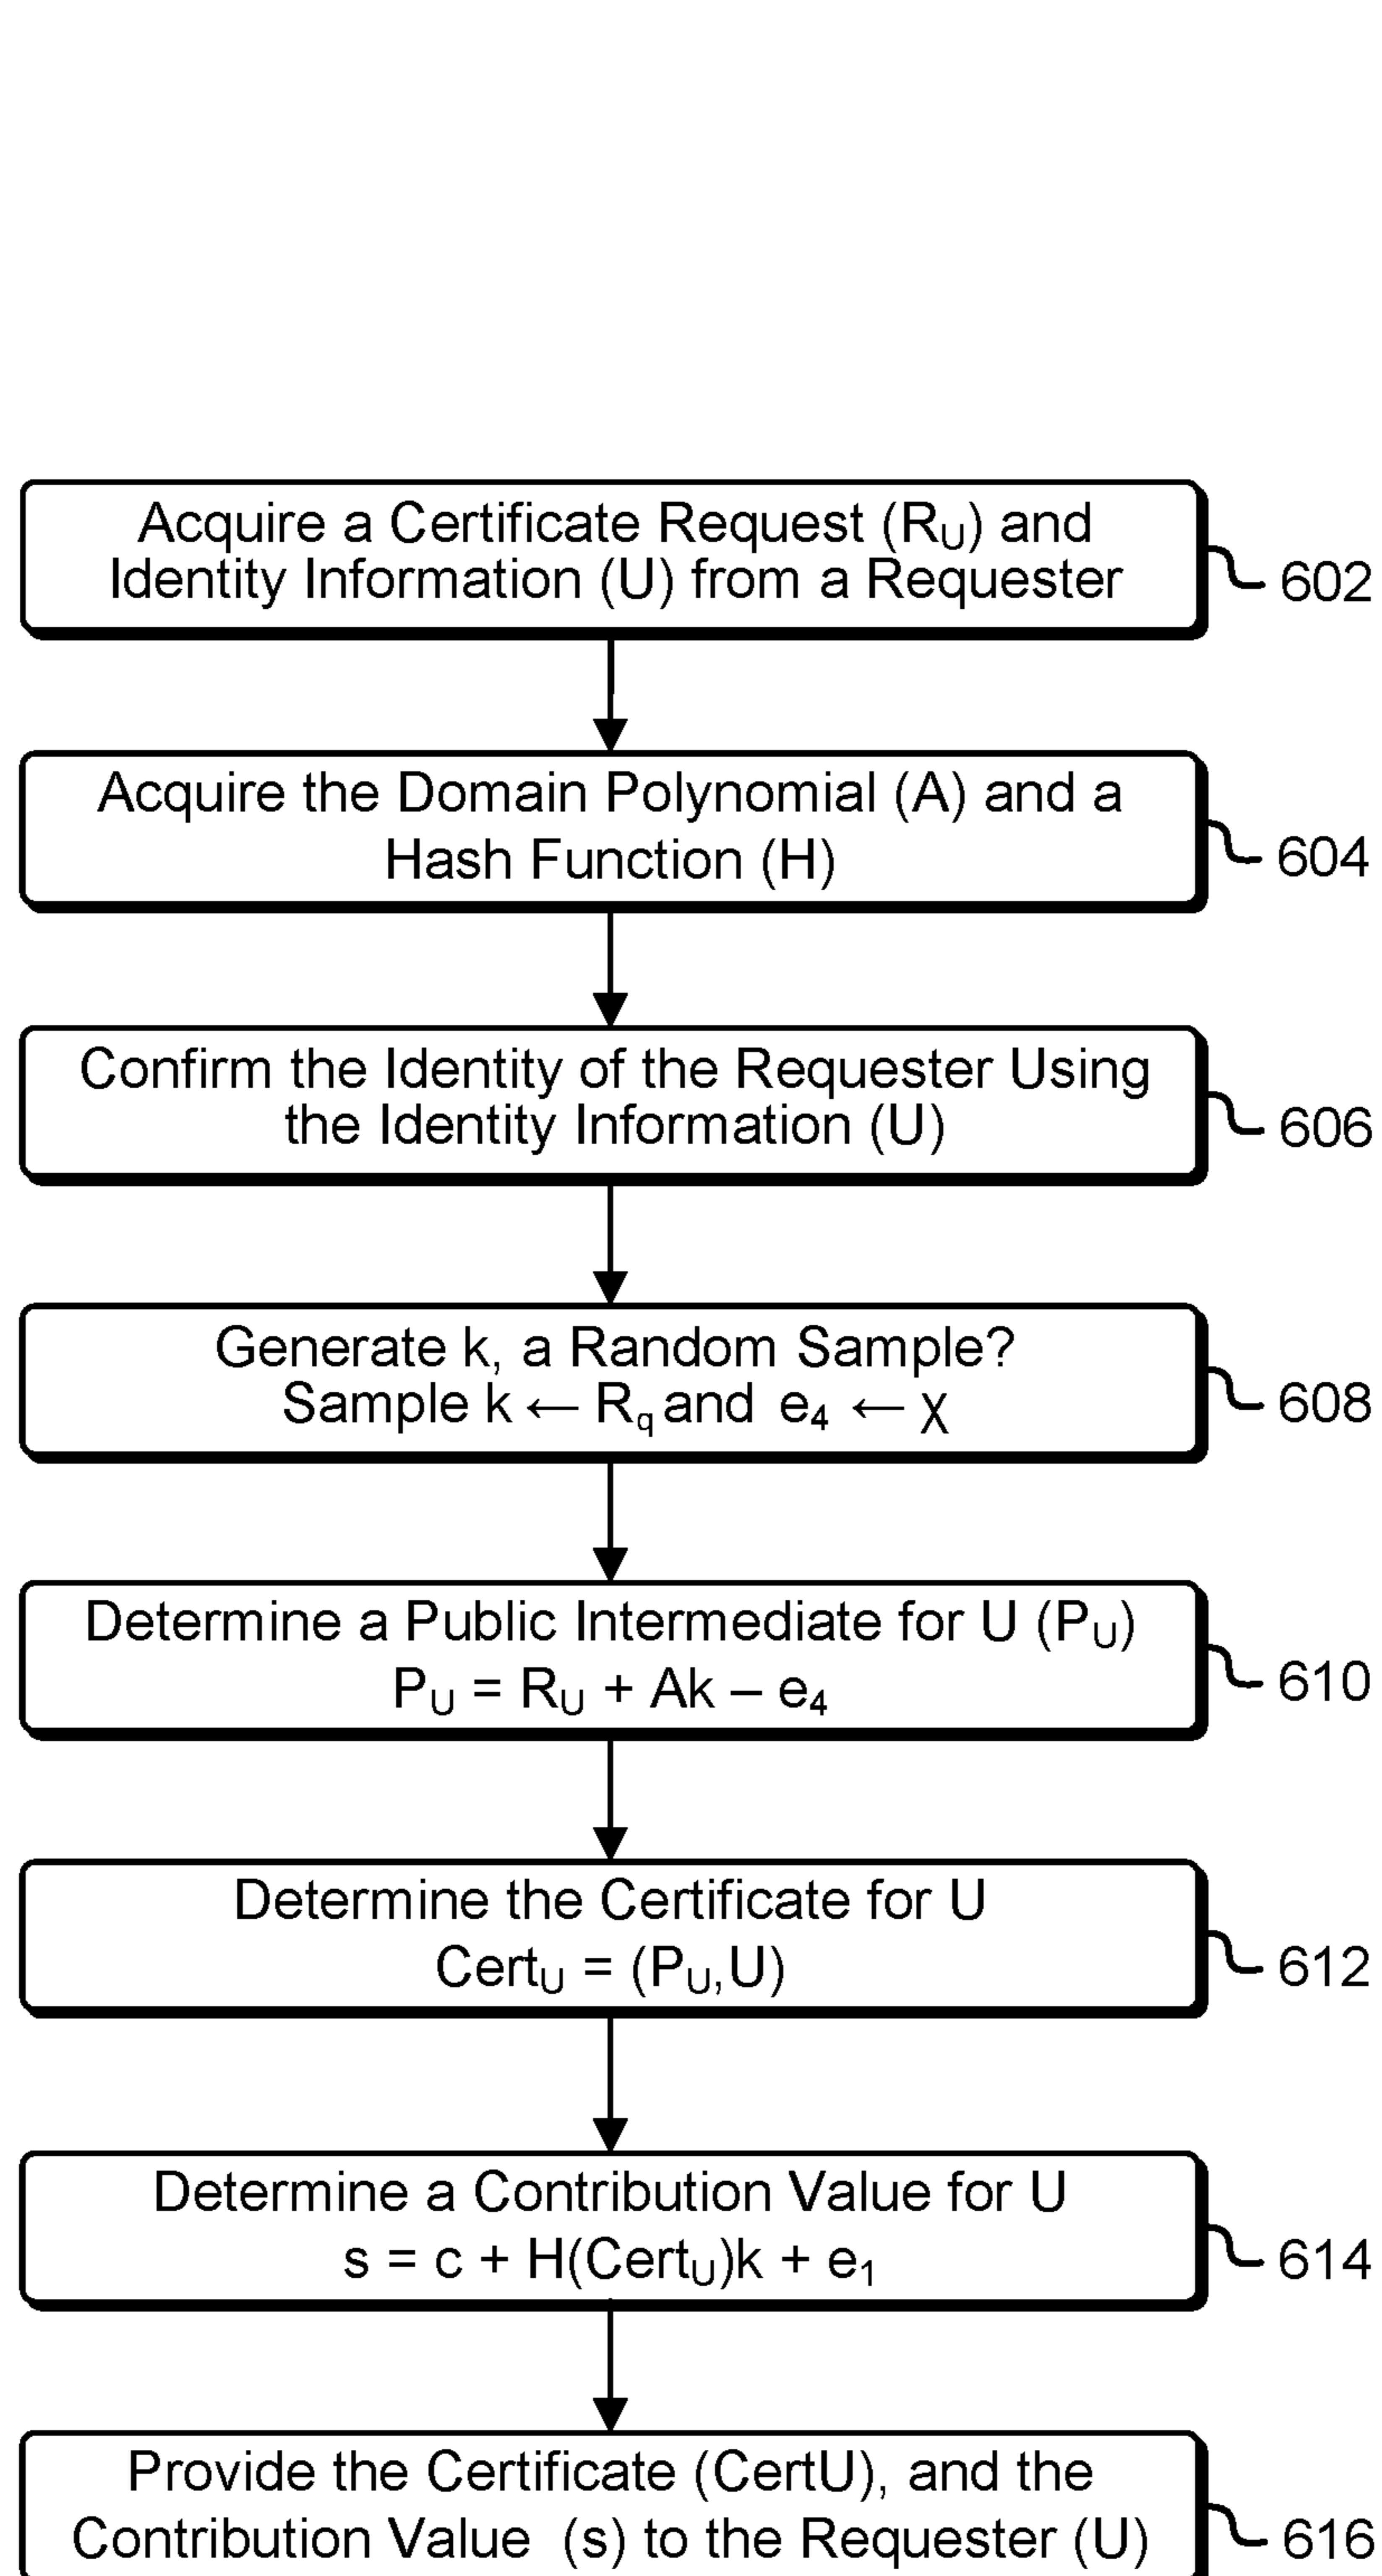 Acquire a Certificate Request (R_U) and
Identity Information (U) from a Requester
602
Acquire the Domain Polynomial (A) and a
Hash Function (H)
604
Confirm the Identity of the Requester Using
the Identity Information (U)
606
Generate k, a Random Sample?
Sample k ← R_q and e_4 ← χ
608
Determine a Public Intermediate for U (P_U)
P_U = R_U + Ak – e_4
610
Determine the Certificate for U
Cert_U = (P_U,U)
612
Determine a Contribution Value for U
s = c + H(Cert_U)k + e_1
614
Provide the Certificate (CertU), and the
Contribution Value (s) to the Requester (U)
616